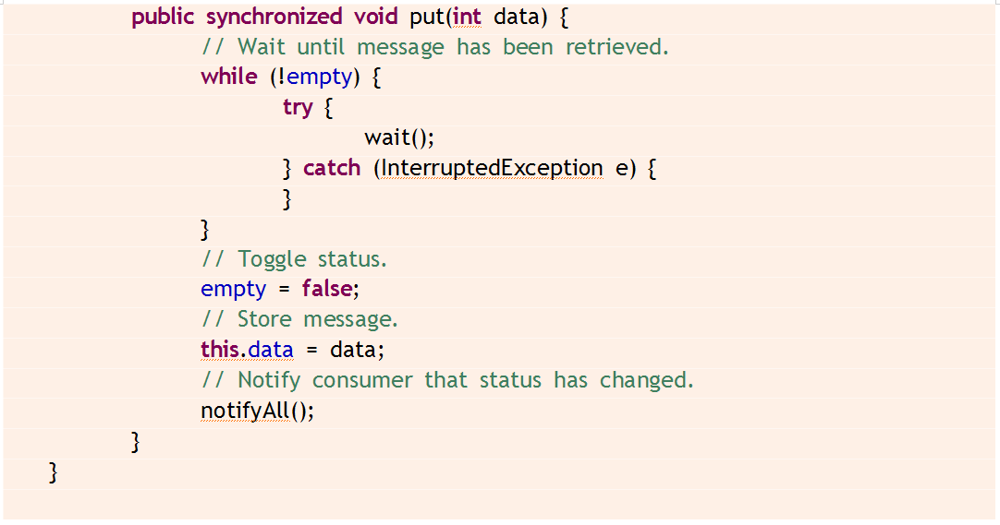 public synchronized void put(int data) {
// Wait until message has been retrieved.
while (!empty) {
try {
wait();
} catch (InterruptedException e) {
}
}
// Toggle status.
empty = false;
// Store message.
this.data = data;
// Notify consumer that status has changed.
notifyAll();
}
}